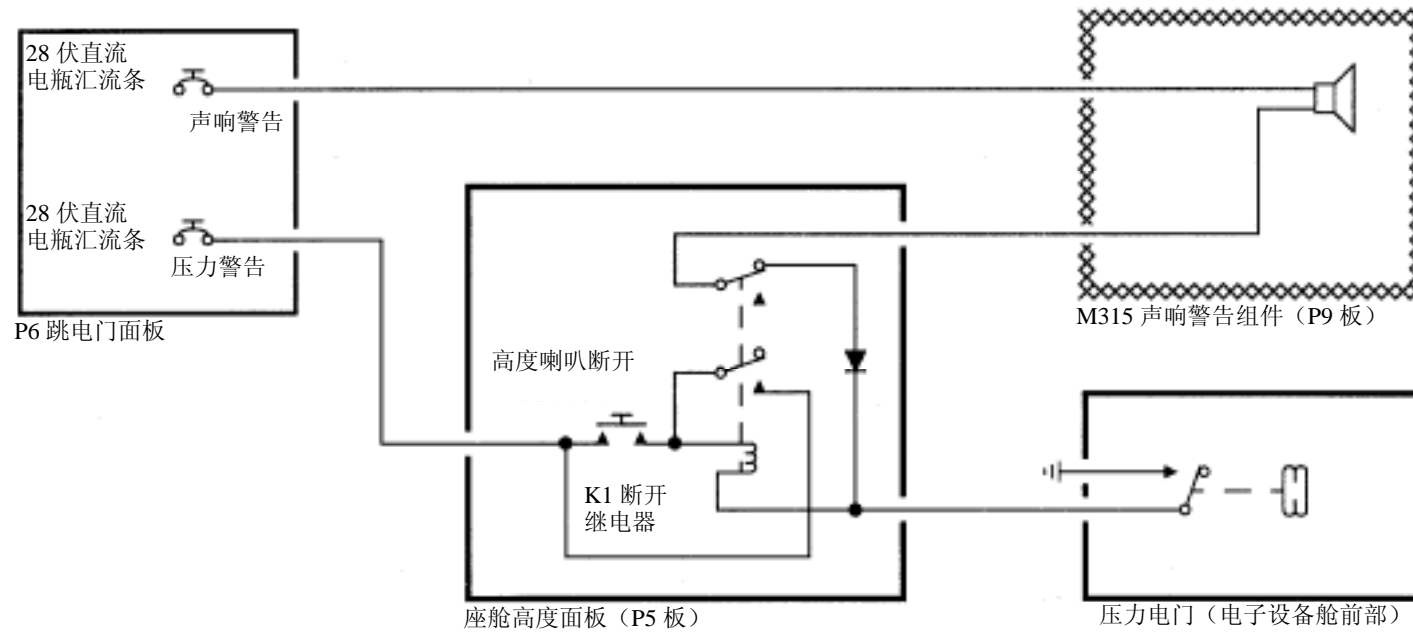 28 伏直流
电瓶汇流条
声响警告
28 伏直流
电瓶汇流条
压力警告
P6 跳电门面板
M315 声响警告组件（P9 板）
高度喇叭断开
K1 断开
继电器
座舱高度面板（P5 板）
压力电门（电子设备舱前部）